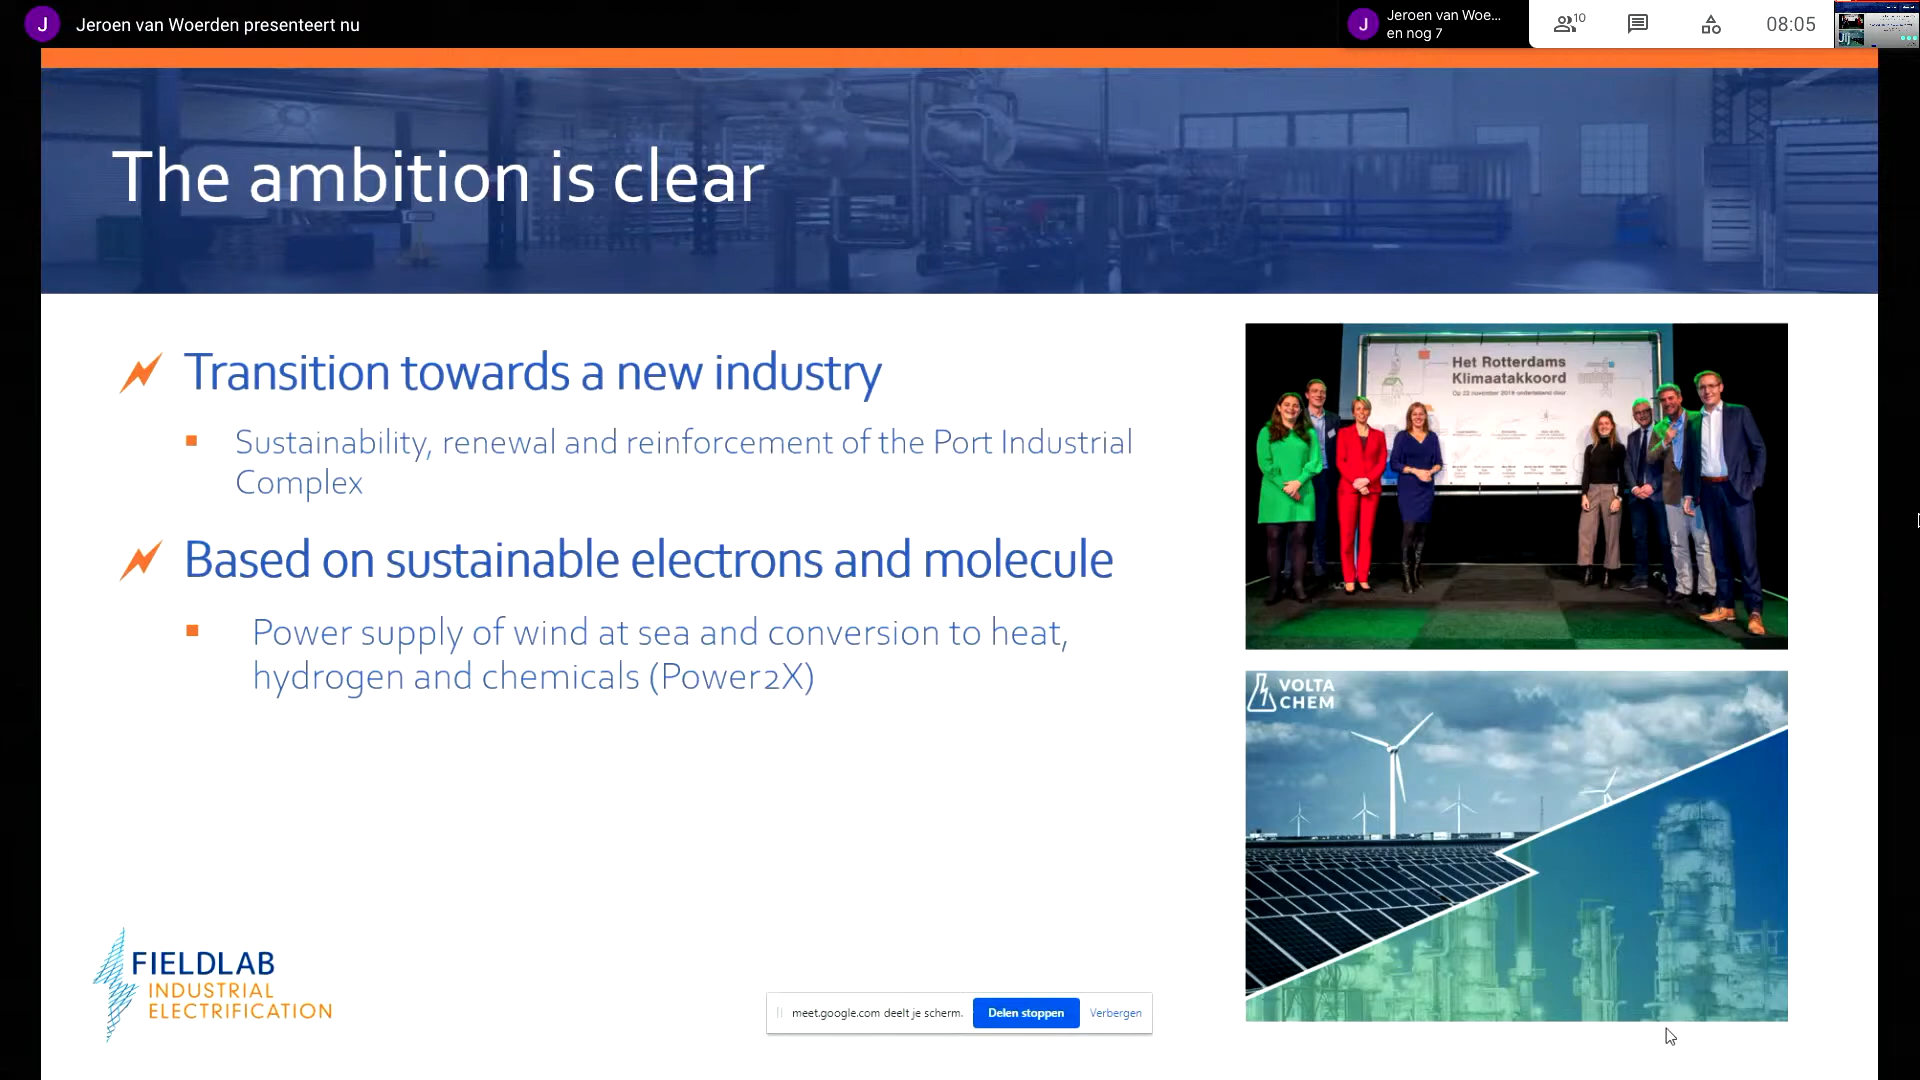 J
Jeroen van Woerden presenteert nu
J
Jeroen van Woe...
en nog 7
10
08:05
The ambition is clear
Transition towards a new industry
Sustainability, renewal and reinforcement of the Port Industrial
Complex
Based on sustainable electrons and molecule
Power supply of wind at sea and conversion to heat,
hydrogen and chemicals (Power2X)
Het Rotterdams
Klimaatakkoord
VOLTA
CHEM
FIELDLAB
INDUSTRIAL
ELECTRIFICATION
meet.google.com deelt je scherm.
Delen stoppen
Verbergen